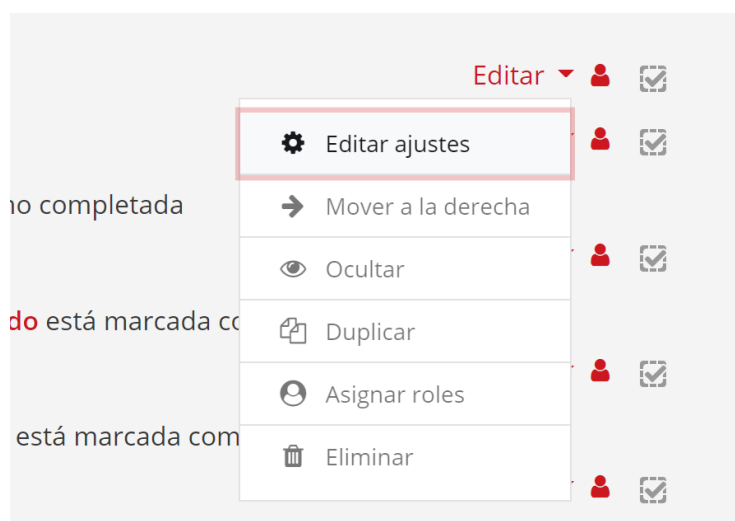 Editar
Editar ajustes
no completada
Mover a la derecha
Ocultar
do está marcada co
Duplicar
Asignar roles
está marcada com
Eliminar